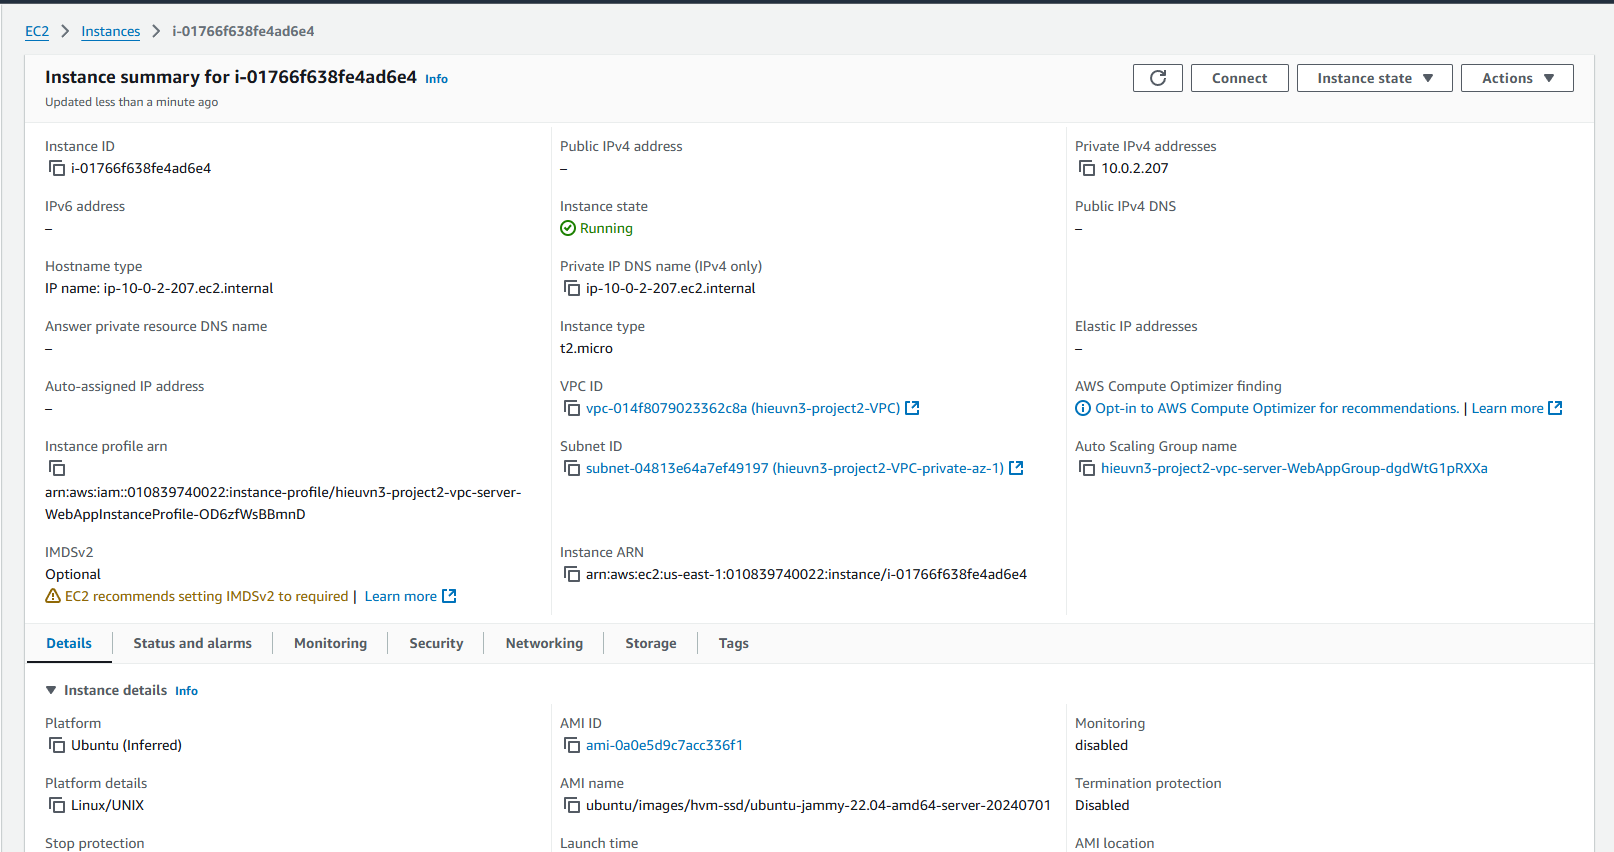 EC2 > Instances > i-01766f638fe4ad6e4
Instance summary for i-01766f638fe4ad6e4 Info
Updated less than a minute ago
Connect
Instance state
Actions
Instance ID
i-01766f638fe4ad6e4
Public IPv4 address
–
Private IPv4 addresses
10.0.2.207
IPv6 address
–
Instance state
Running
Public IPv4 DNS
–
Hostname type
IP name: ip-10-0-2-207.ec2.internal
Private IP DNS name (IPv4 only)
ip-10-0-2-207.ec2.internal
Answer private resource DNS name
–
Instance type
t2.micro
Elastic IP addresses
–
Auto-assigned IP address
–
VPC ID
vpc-014f8079023362c8a (hieuvn3-project2-VPC)
AWS Compute Optimizer finding
Opt-in to AWS Compute Optimizer for recommendations. | Learn more
Instance profile arn
arn:aws:iam::010839740022:instance-profile/hieuvn3-project2-vpc-server-
WebAppInstanceProfile-OD6zfWsBBmnD
Subnet ID
subnet-04813e64a7ef49197 (hieuvn3-project2-VPC-private-az-1)
Auto Scaling Group name
hieuvn3-project2-vpc-server-WebAppGroup-dgdWtG1pRXXa
IMDSv2
Optional
EC2 recommends setting IMDSv2 to required | Learn more
Instance ARN
arn:aws:ec2:us-east-1:010839740022:instance/i-01766f638fe4ad6e4
Details
Status and alarms
Monitoring
Security
Networking
Storage
Tags
Instance details Info
Platform
Ubuntu (Inferred)
AMI ID
ami-0a0e5d9c7acc336f1
Monitoring
disabled
Platform details
Linux/UNIX
AMI name
ubuntu/images/hvm-ssd/ubuntu-jammy-22.04-amd64-server-20240701
Termination protection
Disabled
Stop protection
Launch time
AMI location